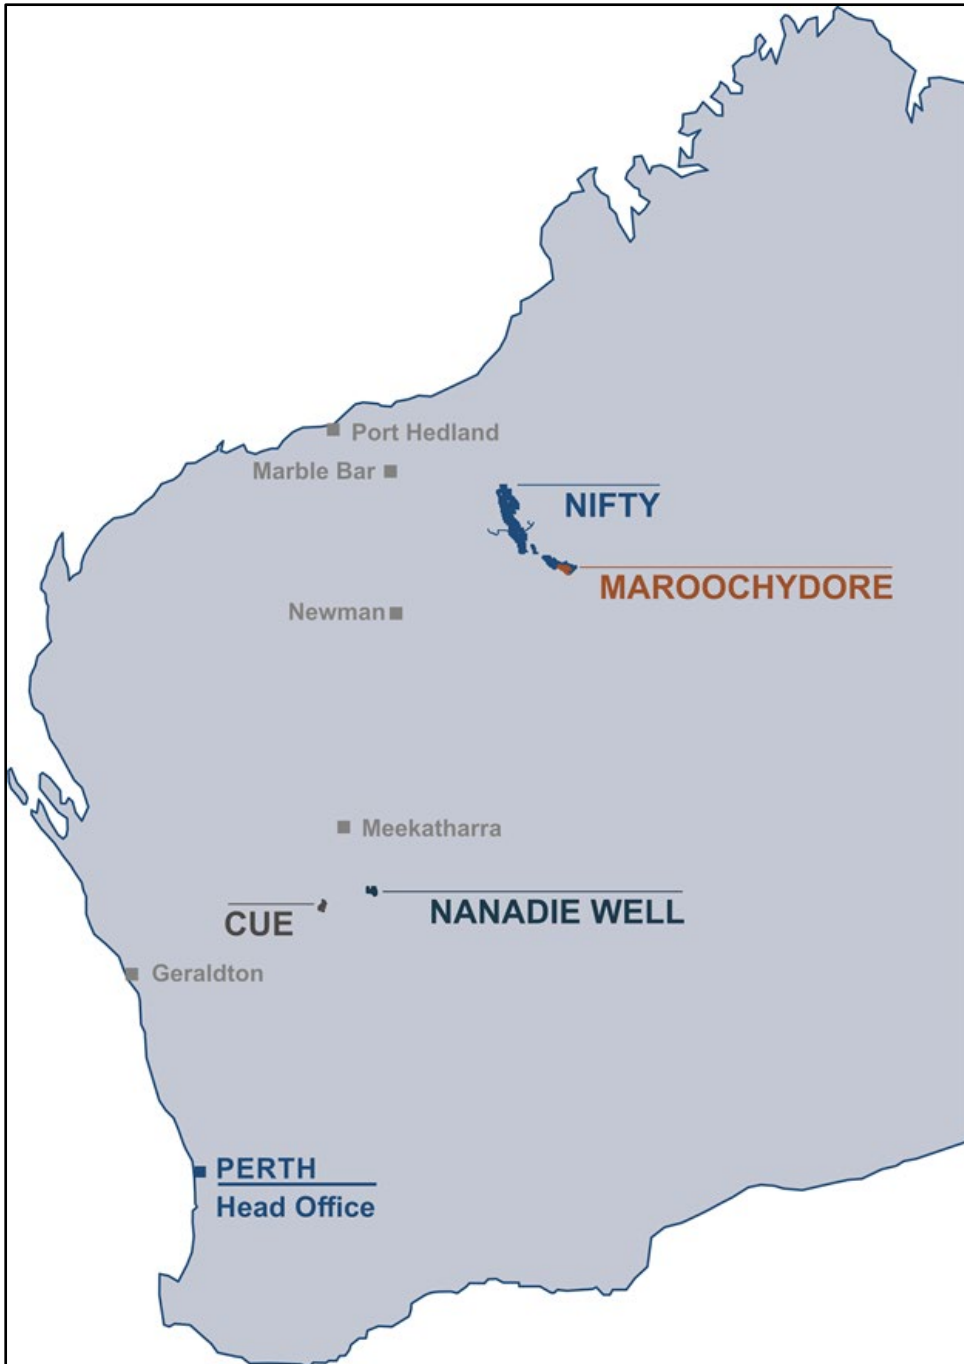 Port Hedland
Marble Bar
NIFTY
MAROOCHYDORE
Newman
Meekatharra
CUE
NANADIE WELL
Geraldton
PERTH
Head Office